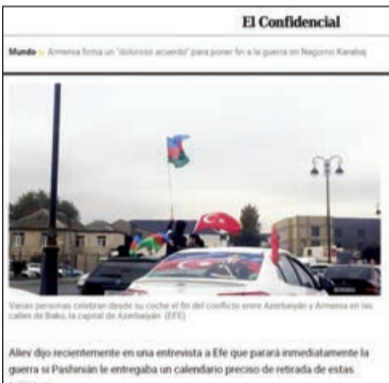 El Confidencial
Mundo > Armenia firma un "doloroso acuerdo" para poner fin a la guerra en Nagorno Karabaj
Varias personas celebran desde su coche el fin del conflicto entre Azerbaiyán y Armenia en las
calles de Bakú, la capital de Azerbaiyán (EFE)
Aliev dijo recientemente en una entrevista a Efe que parará inmediatamente la
guerra si Pashinián le entregaba un calendario preciso de retirada de estas